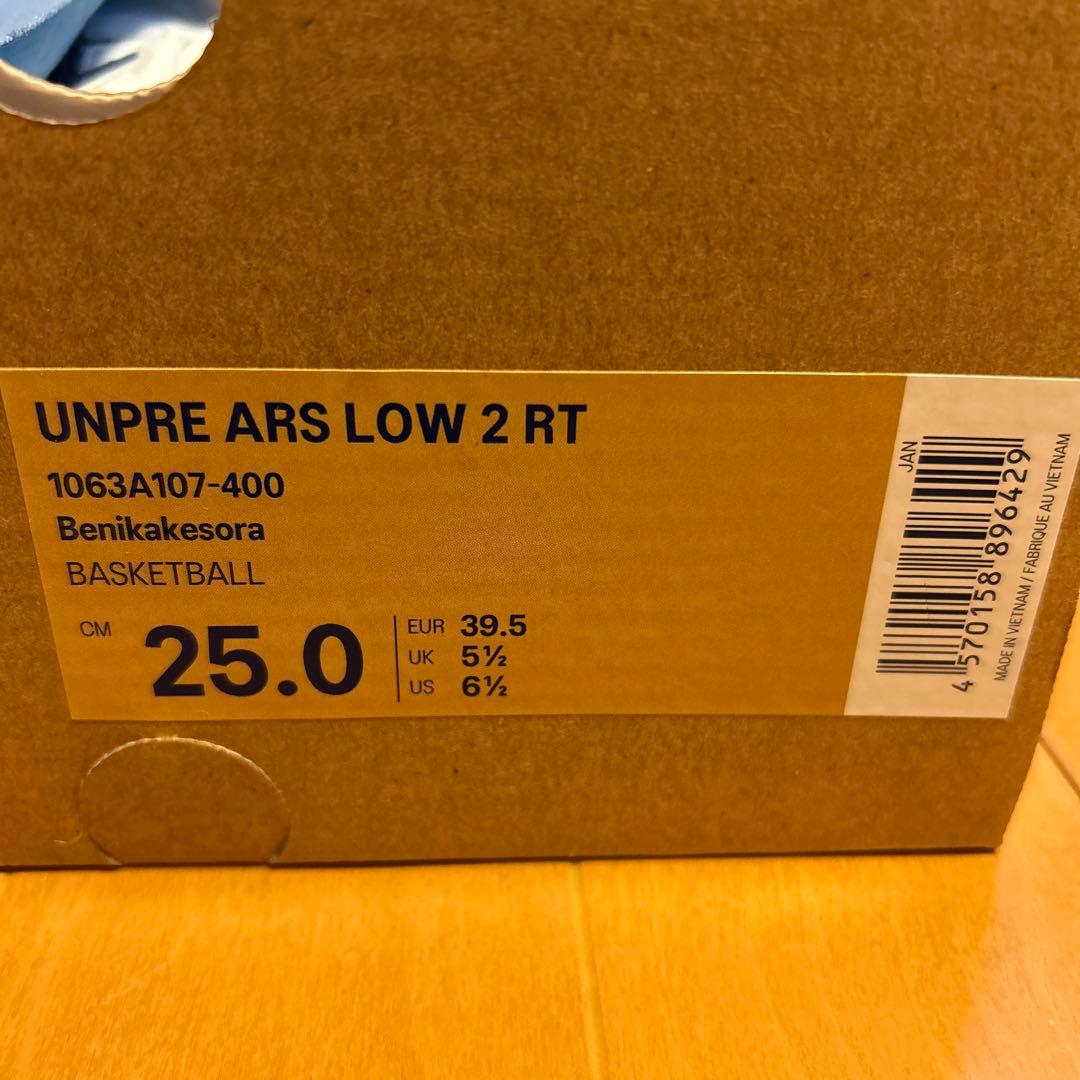 UNPRE ARS LOW 2 RT
1063A107-400
Benikakesora
BASKETBALL
CM 25.0
EUR 39.5
UK 5½
US 6½
JAN
4 570158 896429
MADE IN VIETNAM / FABRIQUE AU VIETNAM